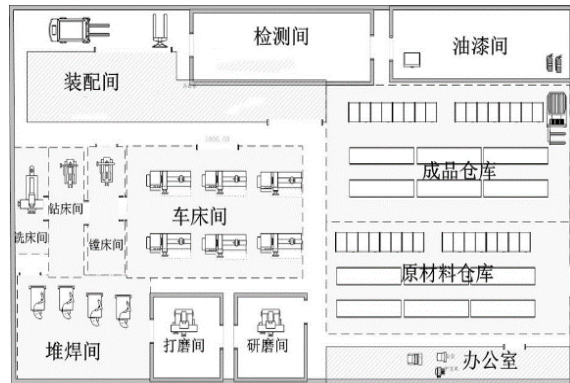 检测间
油漆间
装配间
成品仓库
钻床间
车床间
铣床间
镗床间
原材料仓库
堆焊间
打磨间
研磨间
办公室